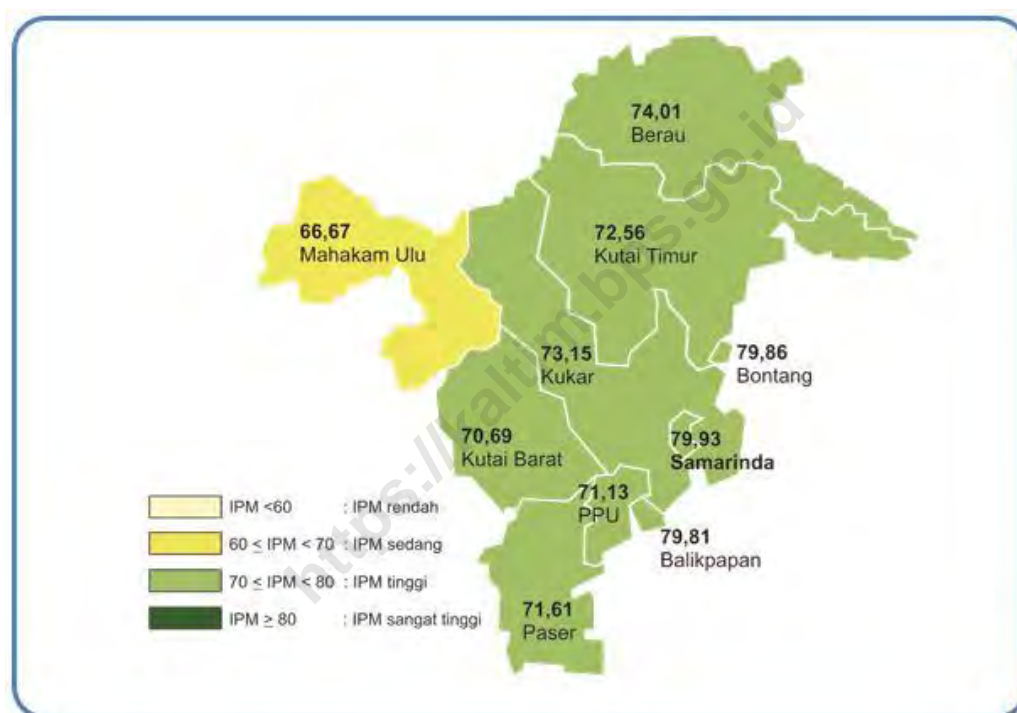 74,01
Berau
66,67
Mahakam Ulu
72,56
Kutai Timur
73,15
Kukar
79,86
Bontang
70,69
Kutai Barat
79,93
Samarinda
71,13
PPU
79,81
Balikpapan
71,61
Paser
IPM <60 : IPM rendah
60 ≤ IPM < 70 : IPM sedang
70 ≤ IPM < 80 : IPM tinggi
IPM ≥ 80 : IPM sangat tinggi
https://kaltim.bps.go.id